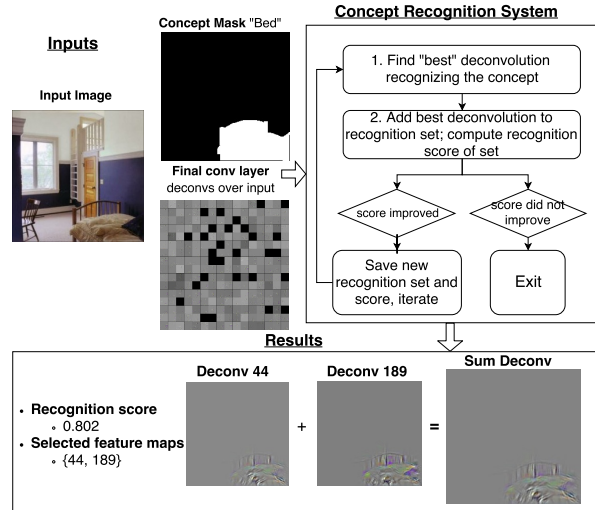 Concept Recognition System
Inputs
Concept Mask "Bed"
Input Image
Final conv layer
deconvs over input
1. Find "best" deconvolution
recognizing the concept
2. Add best deconvolution to
recognition set; compute recognition
score of set
score improved
score did not
improve
Save new
recognition set and
score, iterate
Exit
Results
Deconv 44
Deconv 189
Sum Deconv
• Recognition score
◦ 0.802
• Selected feature maps
◦ {44, 189}
+
=